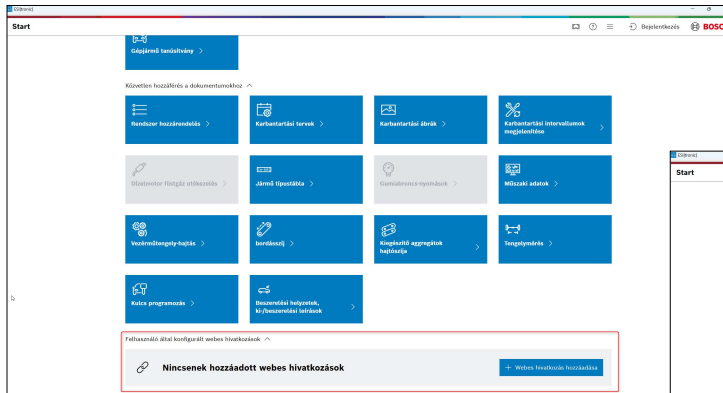 ES[tronic]
Start
Bejelentkezés
BOSC
Gépjármű tanúsítvány
Közvetlen hozzáférés a dokumentumokhoz
Rendszer hozzárendelés
Karbantartási tervek
Karbantartási ábrák
Karbantartási intervallumok
megjelenítése
Dízelmotor füstgáz utókezelés
Jármű típustábla
Gumiabroncs-nyomások
Műszaki adatok
Vezérműtengely-hajtás
bordásszíj
Kiegészítő aggregátok
hajtószíja
Tengelymérés
Kulcs programozás
Beszerelési helyzetek,
ki-/beszerelési leírások
Felhasználó által konfigurált webes hivatkozások
Nincsenek hozzáadott webes hivatkozások
+ Webes hivatkozás hozzáadása
ES[tronic]
Start